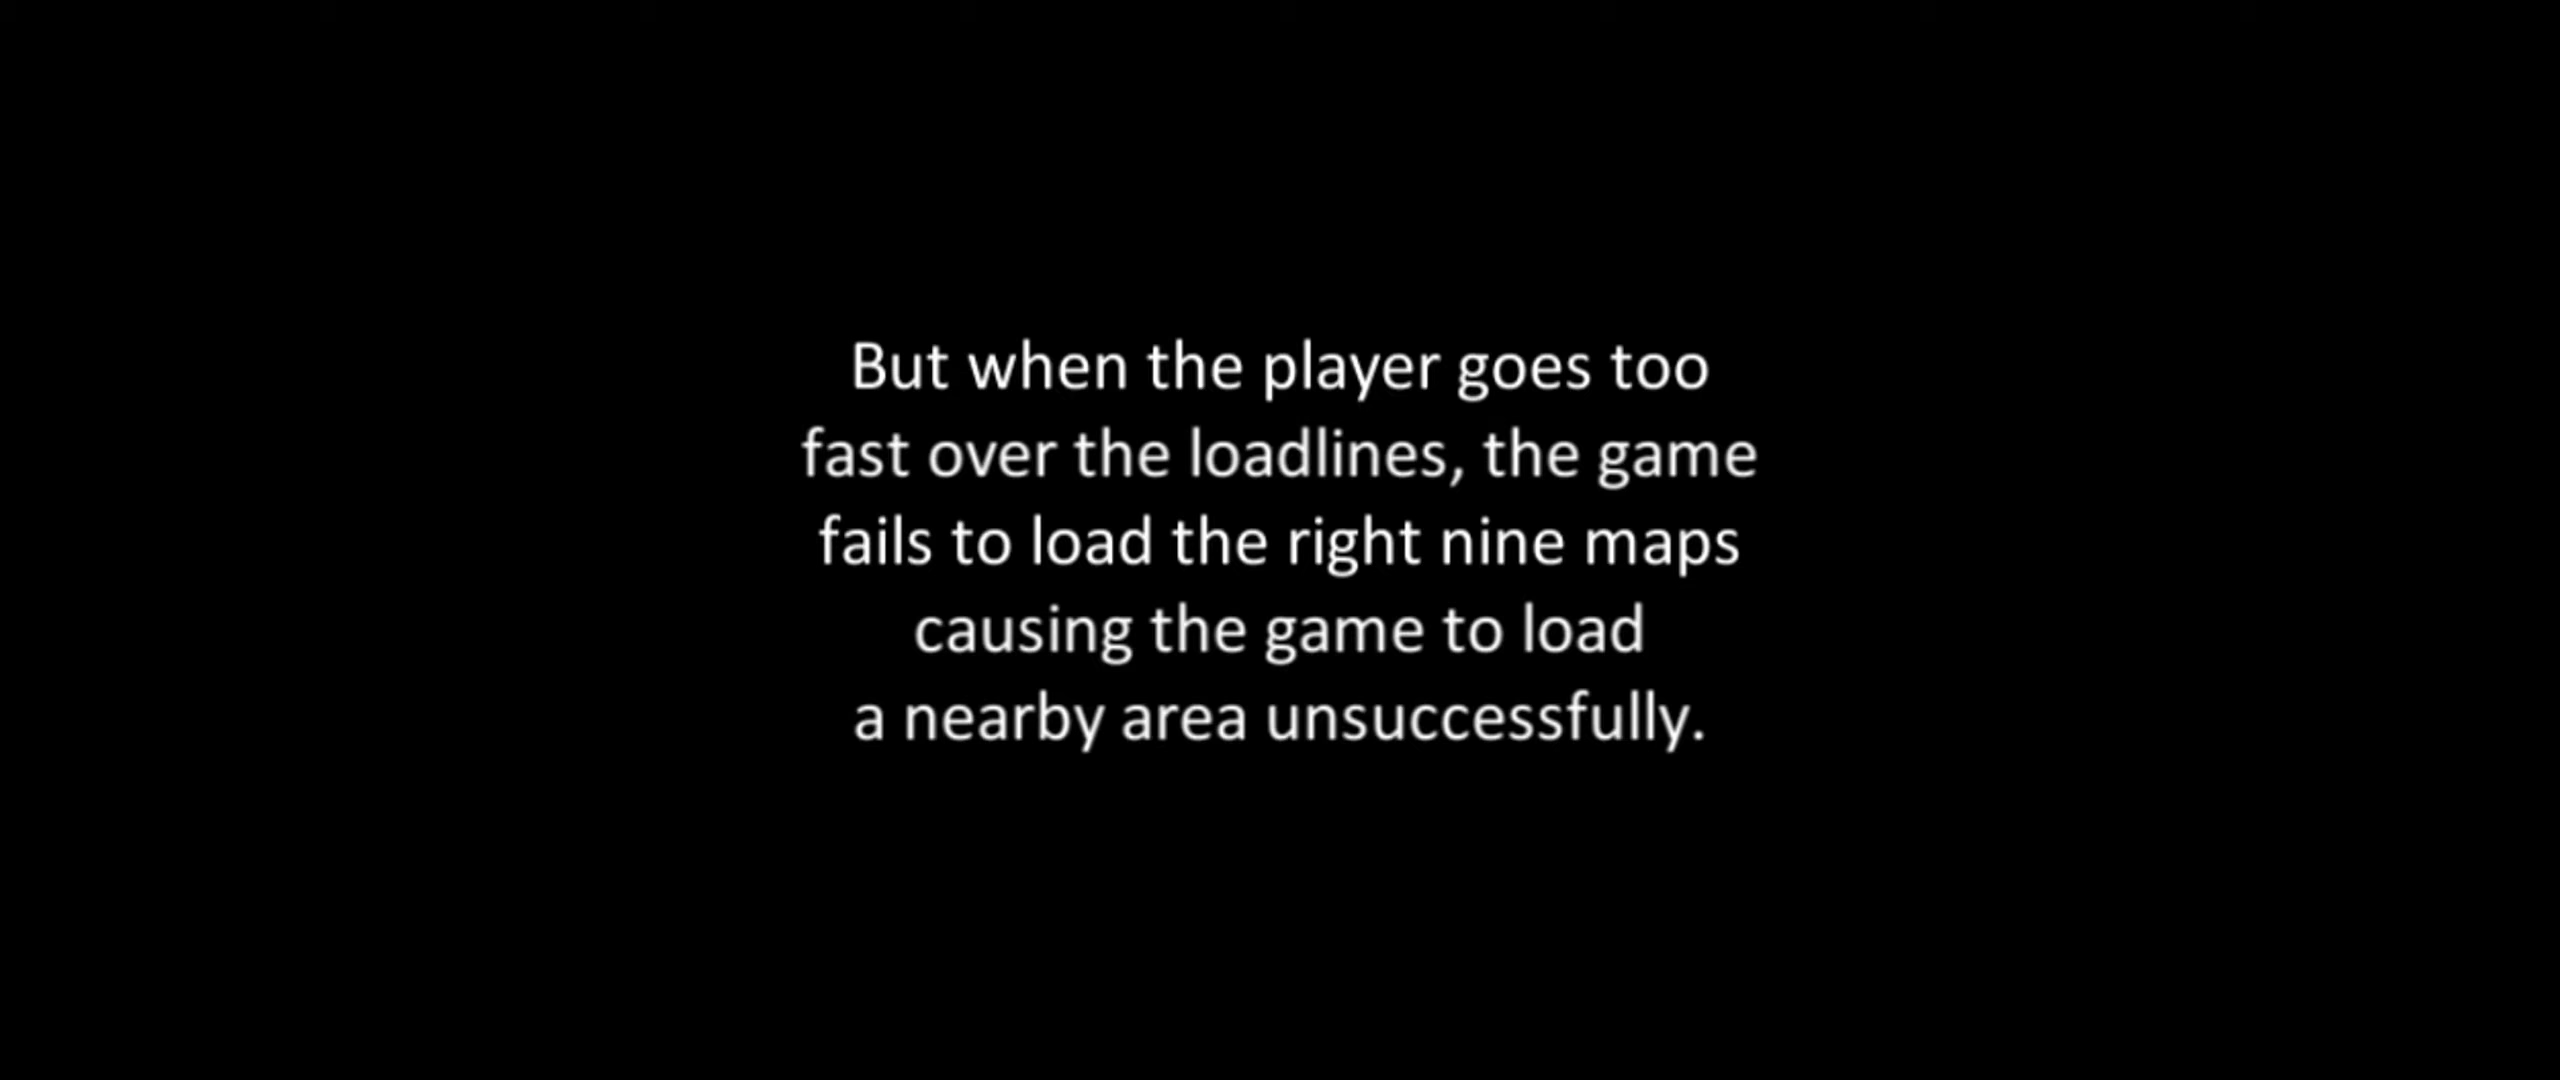 But when the player goes too
fast over the loadlines, the game
fails to load the right nine maps
causing the game to load
a nearby area unsuccessfully.